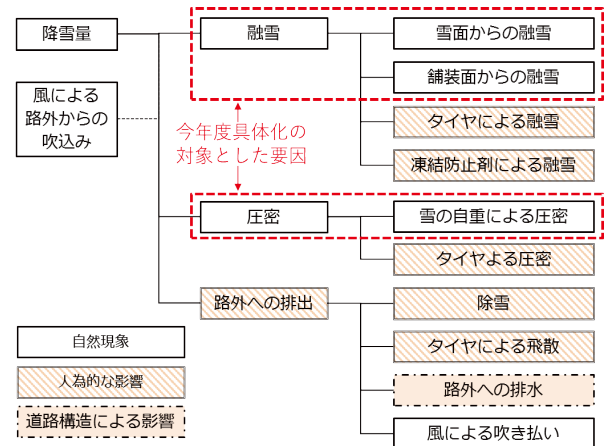 降雪量
融雪
雪面からの融雪
風による
路外からの
吹込み
舗装面からの融雪
今年度具体化の
対象とした要因
タイヤによる融雪
凍結防止剤による融雪
圧密
雪の自重による圧密
タイヤよる圧密
路外への排出
除雪
タイヤによる飛散
路外への排水
風による吹き払い
自然現象
人為的な影響
道路構造による影響